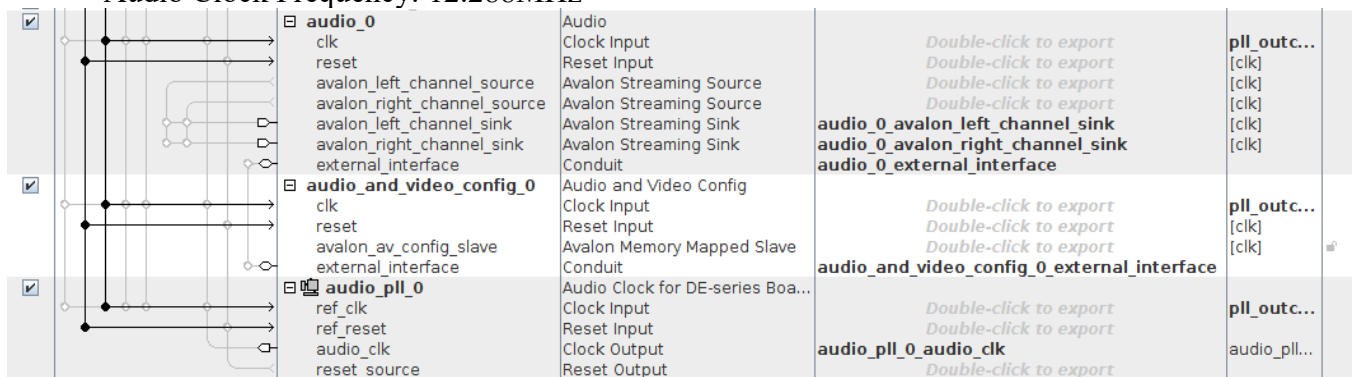 Audio Clock Frequency: 12.288MHz
audio_0 Audio
clk Clock Input Double-click to export pll_outc...
reset Reset Input Double-click to export [clk]
avalon_left_channel_source Avalon Streaming Source Double-click to export [clk]
avalon_right_channel_source Avalon Streaming Source Double-click to export [clk]
avalon_left_channel_sink Avalon Streaming Sink audio_0_avalon_left_channel_sink [clk]
avalon_right_channel_sink Avalon Streaming Sink audio_0_avalon_right_channel_sink [clk]
external_interface Conduit audio_0_external_interface
audio_and_video_config_0 Audio and Video Config
clk Clock Input Double-click to export pll_outc...
reset Reset Input Double-click to export [clk]
avalon_av_config_slave Avalon Memory Mapped Slave Double-click to export [clk]
external_interface Conduit audio_and_video_config_0_external_interface
audio_pll_0 Audio Clock for DE-series Boa...
ref_clk Clock Input Double-click to export pll_outc...
ref_reset Reset Input Double-click to export
audio_clk Clock Output audio_pll_0_audio_clk audio_pll...
reset_source Reset Output Double-click to export